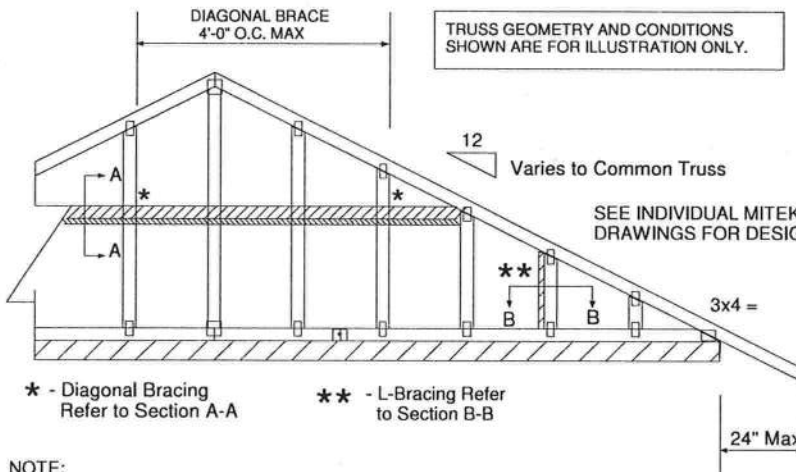 DIAGONAL BRACE
4'-0" O.C. MAX
TRUSS GEOMETRY AND CONDITIONS
SHOWN ARE FOR ILLUSTRATION ONLY.
12
Varies to Common Truss
A
*
*
SEE INDIVIDUAL MITEK
DRAWINGS FOR DESIG
A
**
B
B
3x4 =
* - Diagonal Bracing
Refer to Section A-A
** - L-Bracing Refer
to Section B-B
24" Max
NOTE: